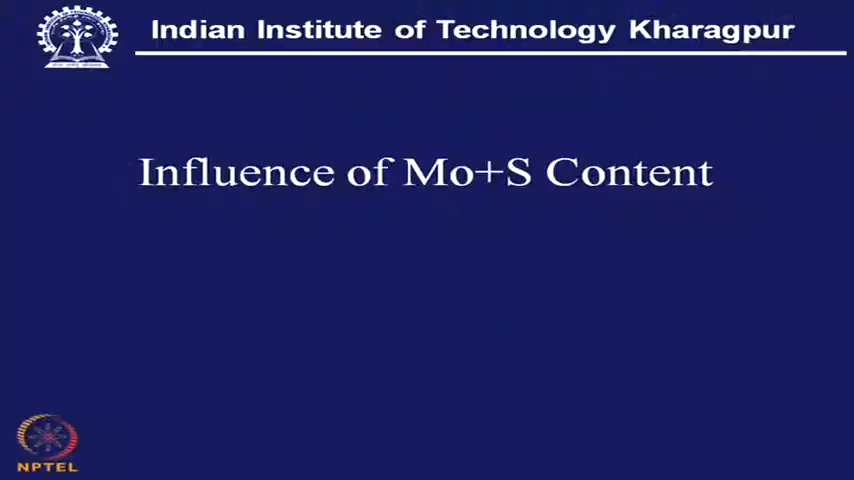 Indian Institute of Technology Kharagpur
Influence of Mo+S Content
NPTEL